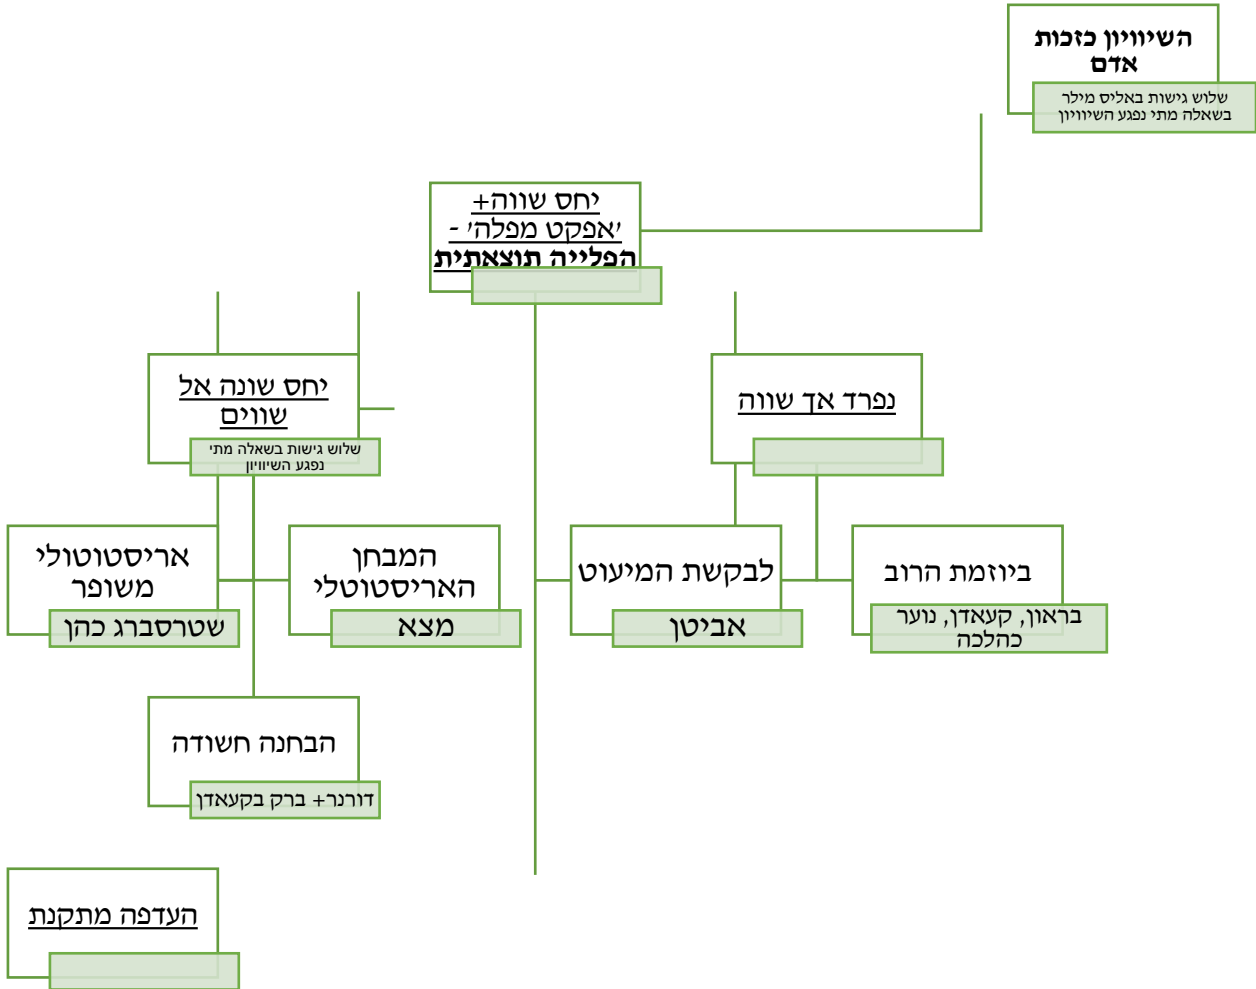 השיוויון כזכות
אדם
שלוש גישות באליס מילר
בשאלה מתי נפגע השיוויון
יחס שווה+
'אפקט מפלה' -
הפלייה תוצאתית
נפרד אך שווה
יחס שונה אל
שווים
שלוש גישות בשאלה מתי
נפגע השיוויון
ביוזמת הרוב
בראון, קעאדן, נוער
כהלכה
לבקשת המיעוט
אביטן
המבחן
האריסטוטלי
מצא
אריסטוטולי
משופר
שטרסברג כהן
הבחנה חשודה
דורנר+ ברק בקעאדן
העדפה מתקנת